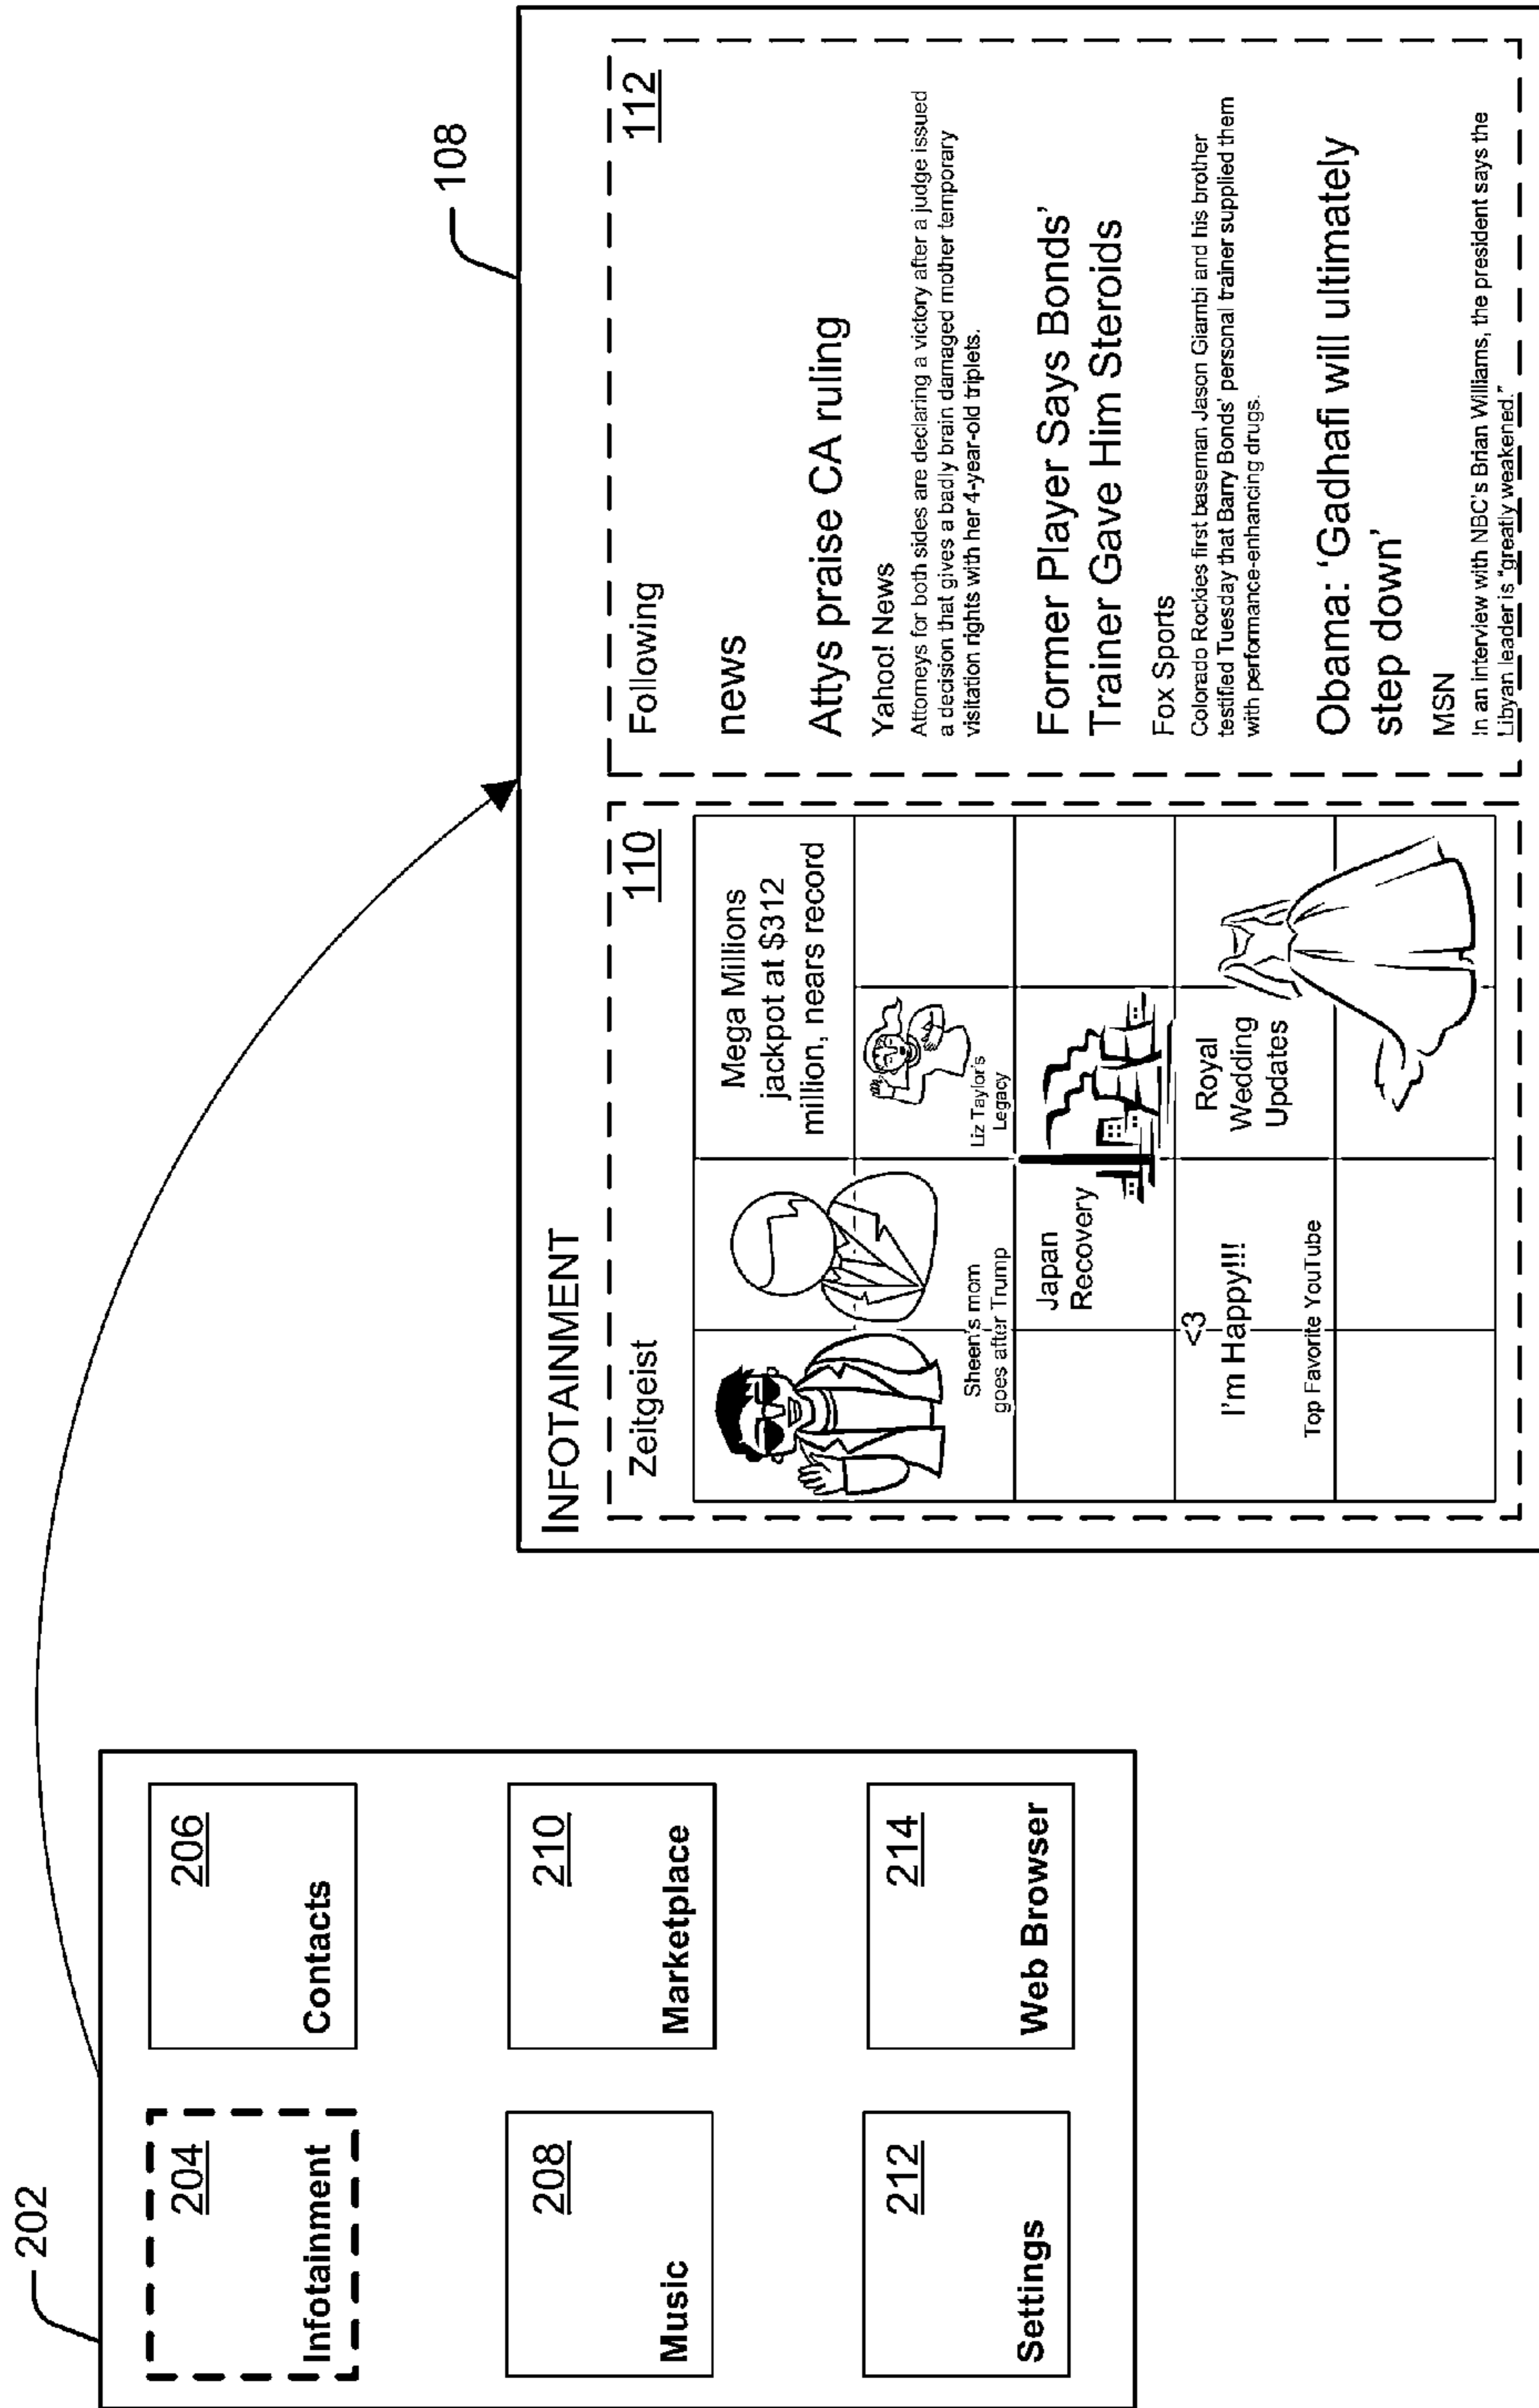 202
204
Infotainment
206
Contacts
208
Music
210
Marketplace
212
Settings
214
Web Browser
108
INFOTAINMENT
Zeitgeist
110
Sheen's mom
goes after Trump
Mega Millions
jackpot at $312
million, nears record
Liz Taylor's
Legacy
Japan
Recovery
<3
I'm Happy!!!
Top Favorite YouTube
Royal
Wedding
Updates
Following
112
news
Attys praise CA ruling
Yahoo! News
Attorneys for both sides are declaring a victory after a judge issued
a decision that gives a badly brain damaged mother temporary
visitation rights with her 4-year-old triplets.
Former Player Says Bonds’
Trainer Gave Him Steroids
Fox Sports
Colorado Rockies first baseman Jason Giambi and his brother
testified Tuesday that Barry Bonds’ personal trainer supplied them
with performance-enhancing drugs.
Obama: ‘Gadhafi will ultimately
step down’
MSN
In an interview with NBC’s Brian Williams, the president says the
Libyan leader is “greatly weakened.”